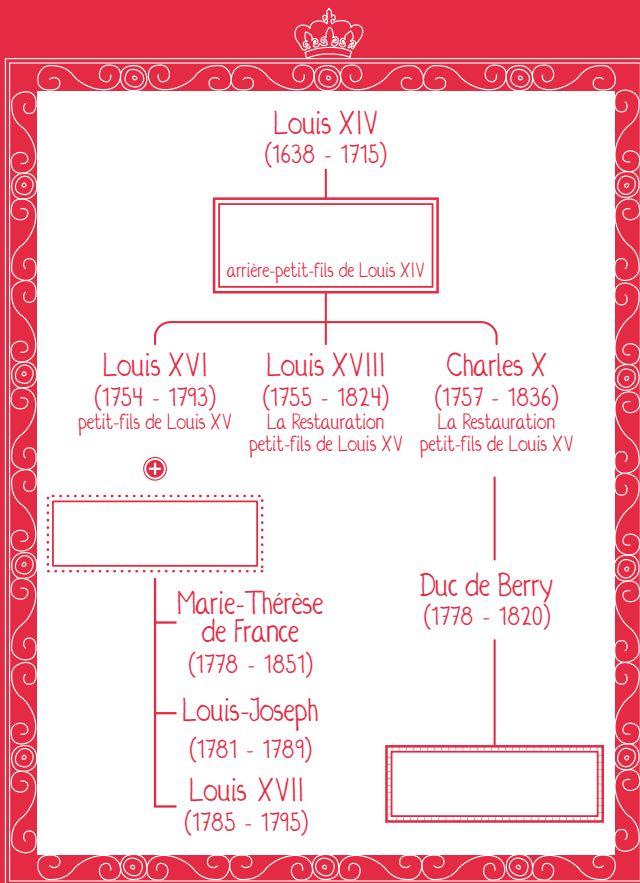 Louis XIV
(1638 - 1715)
arrière-petit-fils de Louis XIV
Louis XVI
(1754 - 1793)
petit-fils de Louis XV
Louis XVIII
(1755 - 1824)
La Restauration
petit-fils de Louis XV
Charles X
(1757 - 1836)
La Restauration
petit-fils de Louis XV
Marie-Thérèse
de France
(1778 - 1851)
Louis-Joseph
(1781 - 1789)
Louis XVII
(1785 - 1795)
Duc de Berry
(1778 - 1820)